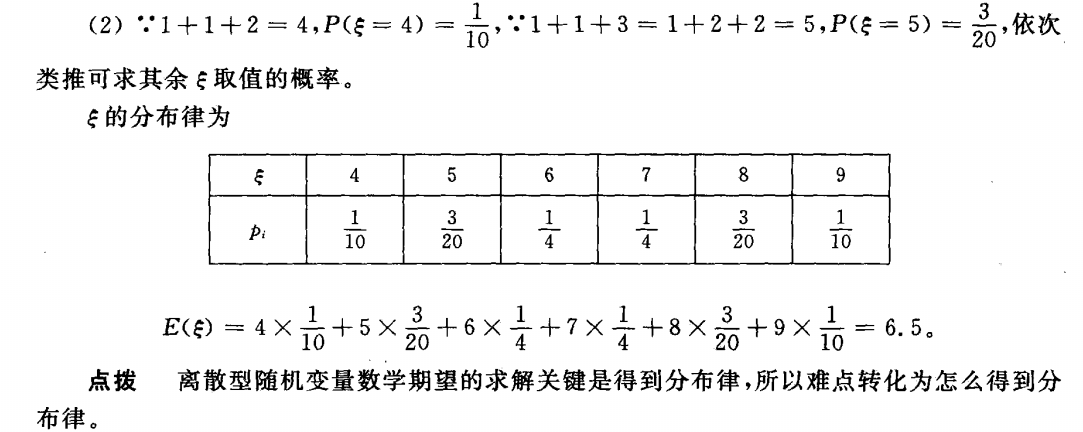 (2) ∵1+1+2=4,P(ξ=4)=1/10,∵1+1+3=1+2+2=5,P(ξ=5)=3/20,依次
类推可求其余ξ取值的概率。
ξ的分布律为
ξ 4 5 6 7 8 9
pᵢ 1/10 3/20 1/4 1/4 3/20 1/10
E(ξ)=4×1/10+5×3/20+6×1/4+7×1/4+8×3/20+9×1/10=6.5。
点拨 离散型随机变量数学期望的求解关键是得到分布律,所以难点转化为怎么得到分
布律。